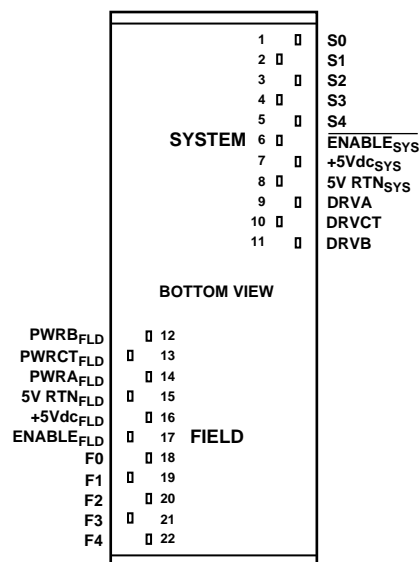 1 S0
2 S1
3 S2
4 S3
5 S4
SYSTEM 6 ENABLESYS
7 +5VdcSYS
8 5V RTNSYS
9 DRVA
10 DRVCT
11 DRVB
BOTTOM VIEW
PWRBFLD 12
PWRCTFLD 13
PWRAFLD 14
5V RTNFLD 15
+5VdcFLD 16
ENABLEFLD 17 FIELD
F0 18
F1 19
F2 20
F3 21
F4 22